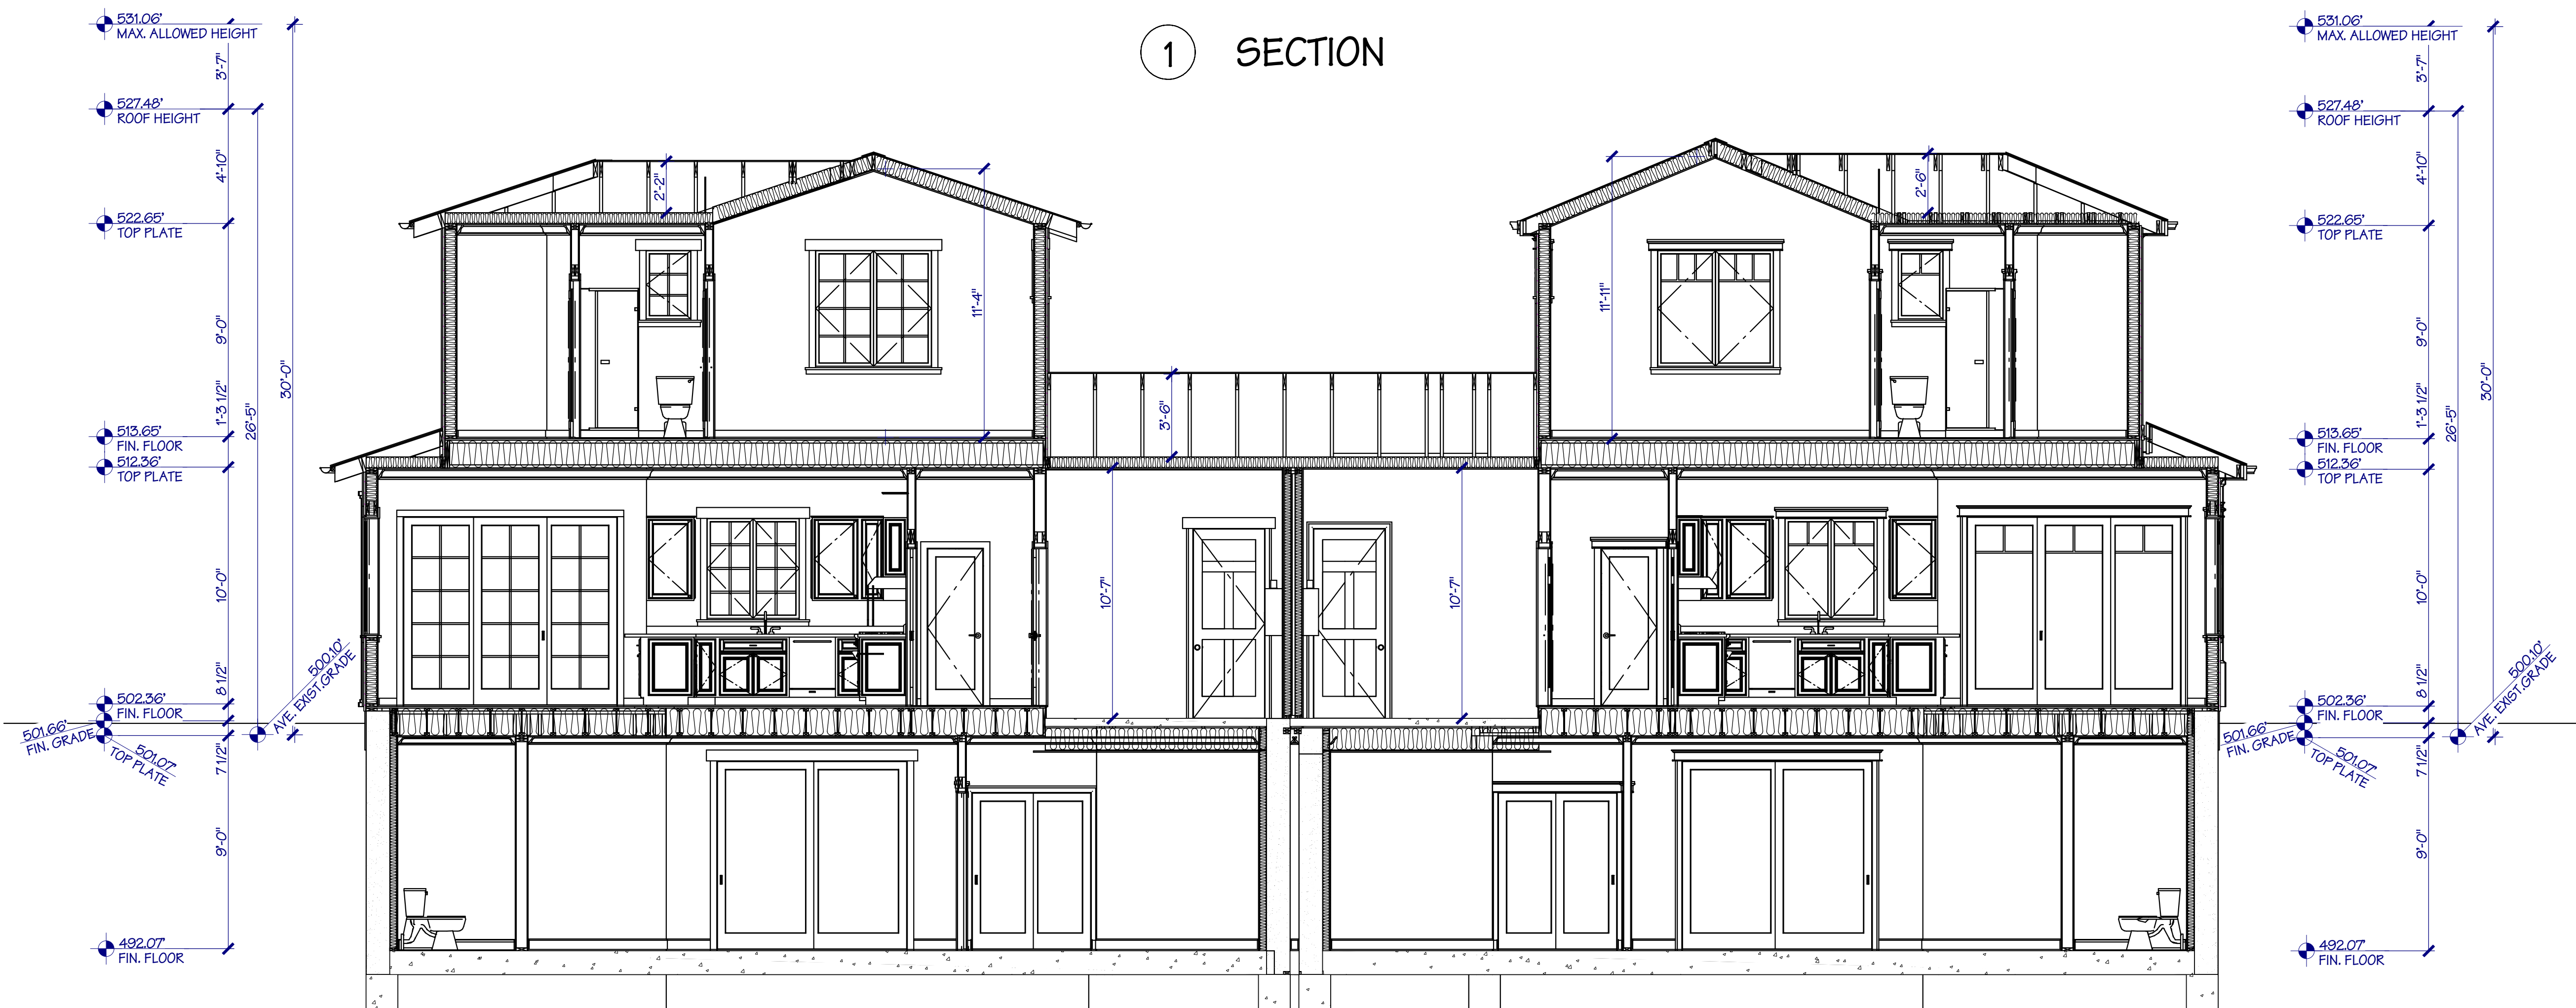 1 SECTION
531.06'
MAX. ALLOWED HEIGHT
3'-7"
527.48'
ROOF HEIGHT
4'-10"
522.65'
TOP PLATE
9'-0"
1'-3 1/2"
513.65'
FIN. FLOOR
512.36'
TOP PLATE
10'-0"
8 1/2"
502.36'
FIN. FLOOR
501.66'
FIN. GRADE
501.07'
TOP PLATE
7 1/2"
9'-0"
492.07'
FIN. FLOOR
26'-5"
30'-0"
500.10'
AVE. EXIST.GRADE
2'-2"
11'-4"
3'-6"
10'-7"
10'-7"
11'-11"
2'-6"
531.06'
MAX. ALLOWED HEIGHT
3'-7"
527.48'
ROOF HEIGHT
4'-10"
522.65'
TOP PLATE
9'-0"
1'-3 1/2"
513.65'
FIN. FLOOR
512.36'
TOP PLATE
10'-0"
8 1/2"
502.36'
FIN. FLOOR
501.66'
FIN. GRADE
501.07'
TOP PLATE
7 1/2"
9'-0"
492.07'
FIN. FLOOR
26'-5"
30'-0"
500.10'
AVE. EXIST.GRADE